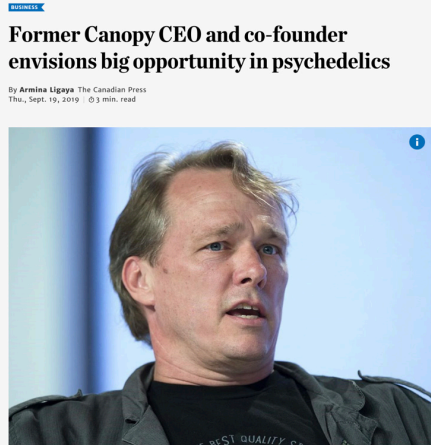 BUSINESS
Former Canopy CEO and co-founder
envisions big opportunity in psychedelics
By Armina Ligaya The Canadian Press
Thu., Sept. 19, 2019 | 3 min. read
i
BEST QUALITY